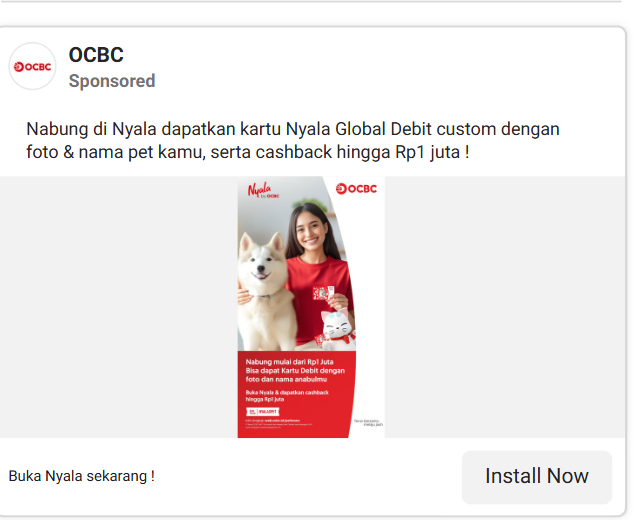 OCBC
OCBC
Sponsored
Nabung di Nyala dapatkan kartu Nyala Global Debit custom dengan
foto & nama pet kamu, serta cashback hingga Rp1 juta !
Nyala
by OCBC
OCBC
Nabung mulai dari Rp1 Juta
Bisa dapat Kartu Debit dengan
foto dan nama anabulmu
Buka Nyala & dapatkan cashback
hingga Rp1 juta
Buka Nyala sekarang !
Install Now